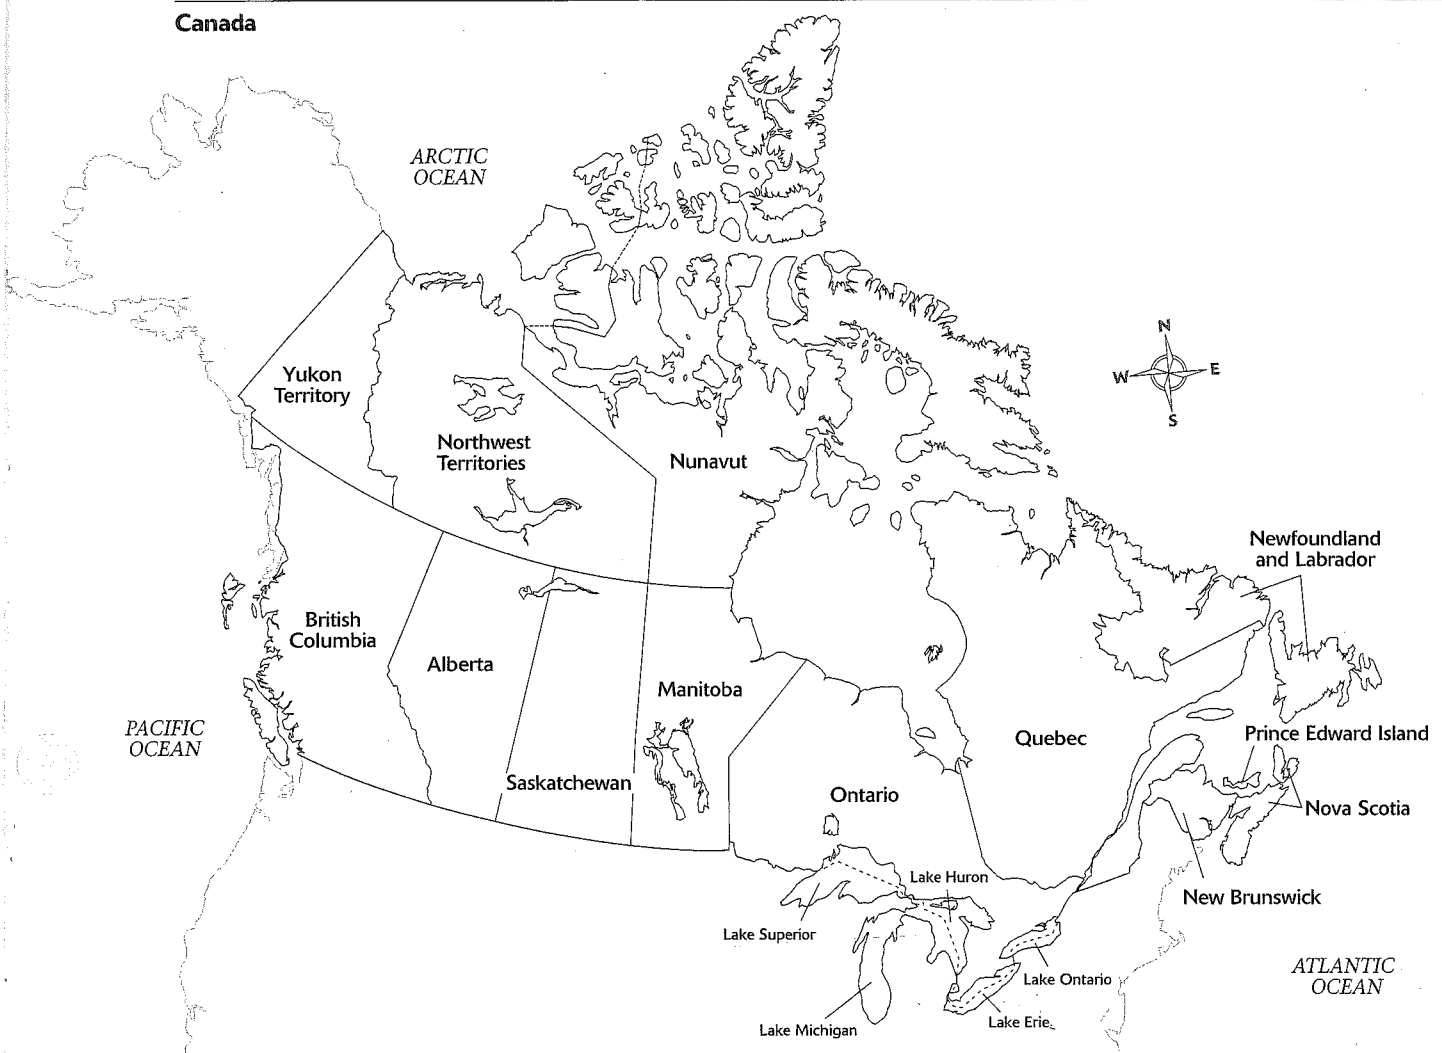 Canada
ARCTIC
OCEAN
N
W
E
S
Yukon
Territory
Northwest
Territories
Nunavut
Newfoundland
and Labrador
British
Columbia
Alberta
Manitoba
PACIFIC
OCEAN
Quebec
Prince Edward Island
Saskatchewan
Ontario
Nova Scotia
Lake Huron
New Brunswick
Lake Superior
ATLANTIC
OCEAN
Lake Ontario
Lake Michigan
Lake Erie